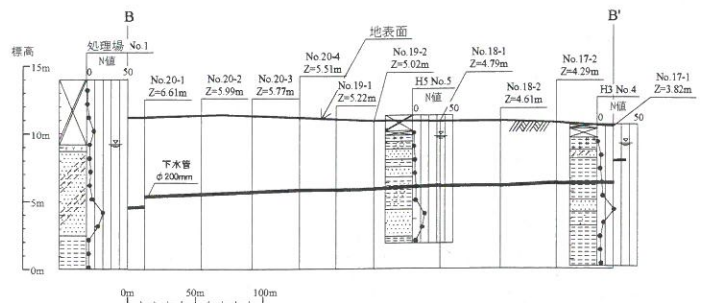 B
B'
標高
処理場 No.1
N値
0 50
地表面
No.20-1
Z=6.61m
No.20-2
Z=5.99m
No.20-3
Z=5.77m
No.20-4
Z=5.51m
No.19-1
Z=5.22m
No.19-2
Z=5.02m
H5 No.5
N値
0 50
No.18-1
Z=4.79m
No.18-2
Z=4.61m
No.17-2
Z=4.29m
H3 No.4
N値
0 50
No.17-1
Z=3.82m
15m
10m
5m
0m
下水管
φ200mm
0m 50m 100m